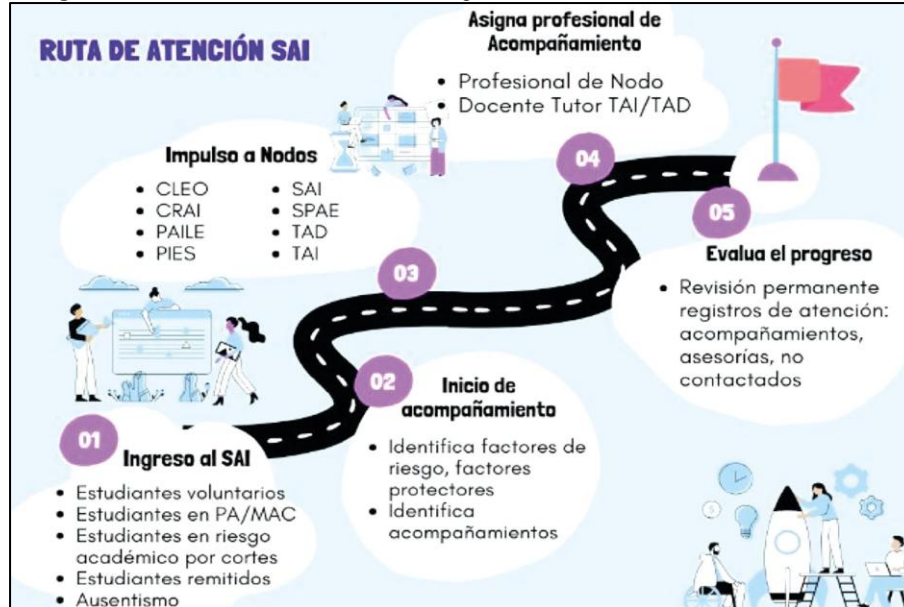 RUTA DE ATENCIÓN SAI
01
Ingreso al SAI
• Estudiantes voluntarios
• Estudiantes en PA/MAC
• Estudiantes en riesgo
académico por cortes
• Estudiantes remitidos
• Ausentismo
02
Inicio de
acompañamiento
• Identifica factores de
riesgo, factores
protectores
• Identifica
acompañamientos
03
Impulso a Nodos
• CLEO
• CRAI
• PAILE
• PIES
• SAI
• SPAE
• TAD
• TAI
04
Asigna profesional de
Acompañamiento
• Profesional de Nodo
• Docente Tutor TAI/TAD
05
Evalua el progreso
• Revisión permanente
registros de atención:
acompañamientos,
asesorías, no
contactados